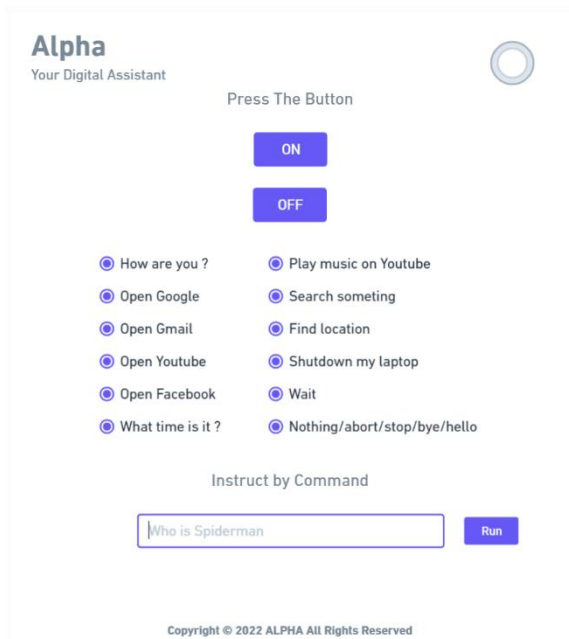 Alpha
Your Digital Assistant
Press The Button
ON
OFF
How are you ?
Play music on Youtube
Open Google
Search someting
Open Gmail
Find location
Open Youtube
Shutdown my laptop
Open Facebook
Wait
What time is it ?
Nothing/abort/stop/bye/hello
Instruct by Command
Who is Spiderman
Run
Copyright © 2022 ALPHA All Rights Reserved